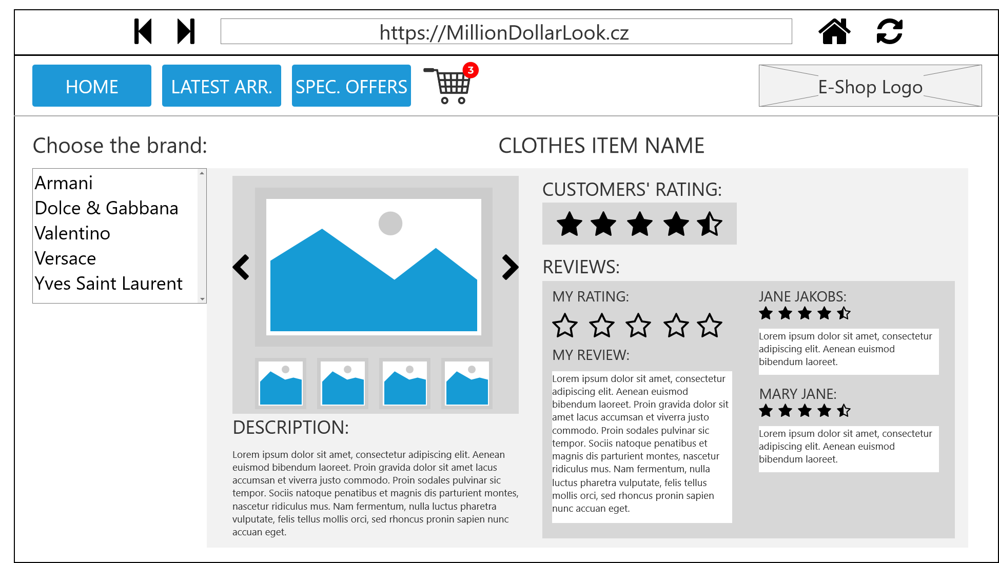 https://MillionDollarLook.cz
HOME
LATEST ARR.
SPEC. OFFERS
3
E-Shop Logo
Choose the brand:
CLOTHES ITEM NAME
Armani
Dolce & Gabbana
Valentino
Versace
Yves Saint Laurent
DESCRIPTION:
Lorem ipsum dolor sit amet, consectetur adipiscing elit. Aenean
euismod bibendum laoreet. Proin gravida dolor sit amet lacus
accumsan et viverra justo commodo. Proin sodales pulvinar sic
tempor. Sociis natoque penatibus et magnis dis parturient montes,
nascetur ridiculus mus. Nam fermentum, nulla luctus pharetra
vulputate, felis tellus mollis orci, sed rhoncus pronin sapien nunc
accuan eget.
CUSTOMERS' RATING:
REVIEWS:
MY RATING:
MY REVIEW:
Lorem ipsum dolor sit amet, consectetur
adipiscing elit. Aenean euismod
bibendum laoreet. Proin gravida dolor sit
amet lacus accumsan et viverra justo
commodo. Proin sodales pulvinar sic
tempor. Sociis natoque penatibus et
magnis dis parturient montes, nascetur
ridiculus mus. Nam fermentum, nulla
luctus pharetra vulputate, felis tellus
mollis orci, sed rhoncus pronin sapien
nunc accuan eget.
JANE JAKOBS:
Lorem ipsum dolor sit amet, consectetur
adipiscing elit. Aenean euismod
bibendum laoreet.
MARY JANE:
Lorem ipsum dolor sit amet, consectetur
adipiscing elit. Aenean euismod
bibendum laoreet.